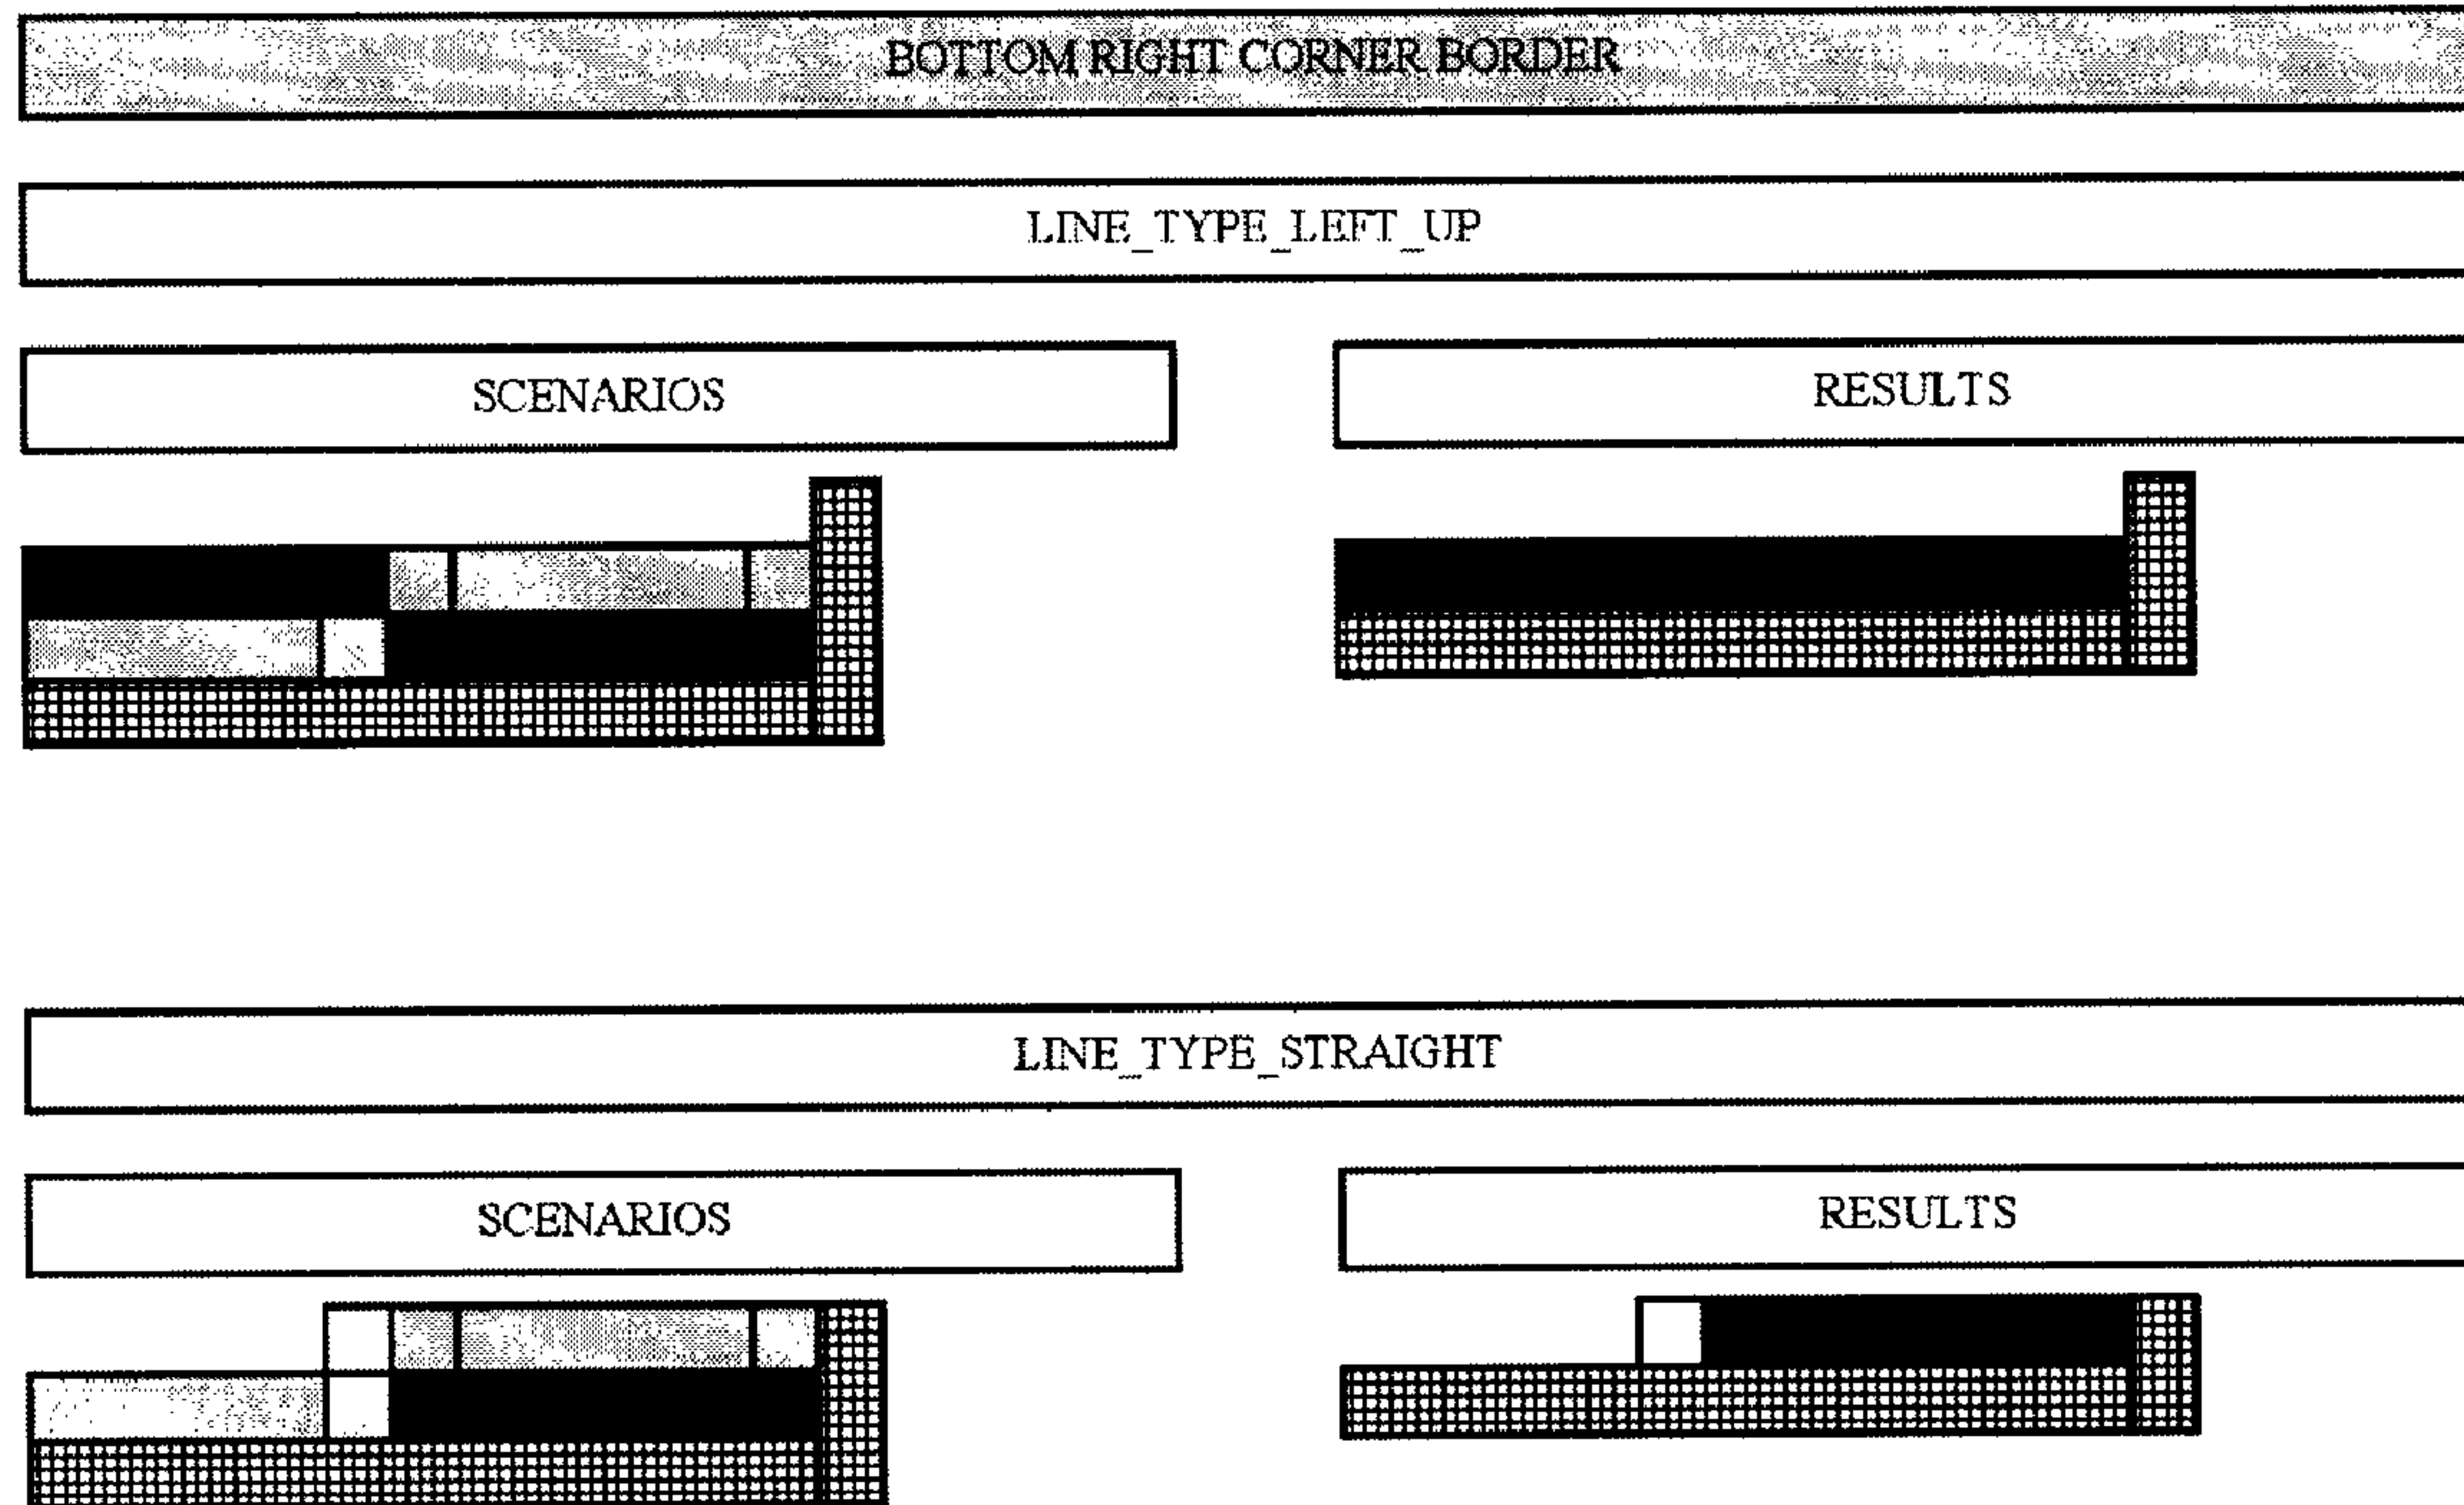 BOTTOM RIGHT CORNER BORDER
LINE_TYPE_LEFT_UP
SCENARIOS
RESULTS
LINE_TYPE_STRAIGHT
SCENARIOS
RESULTS